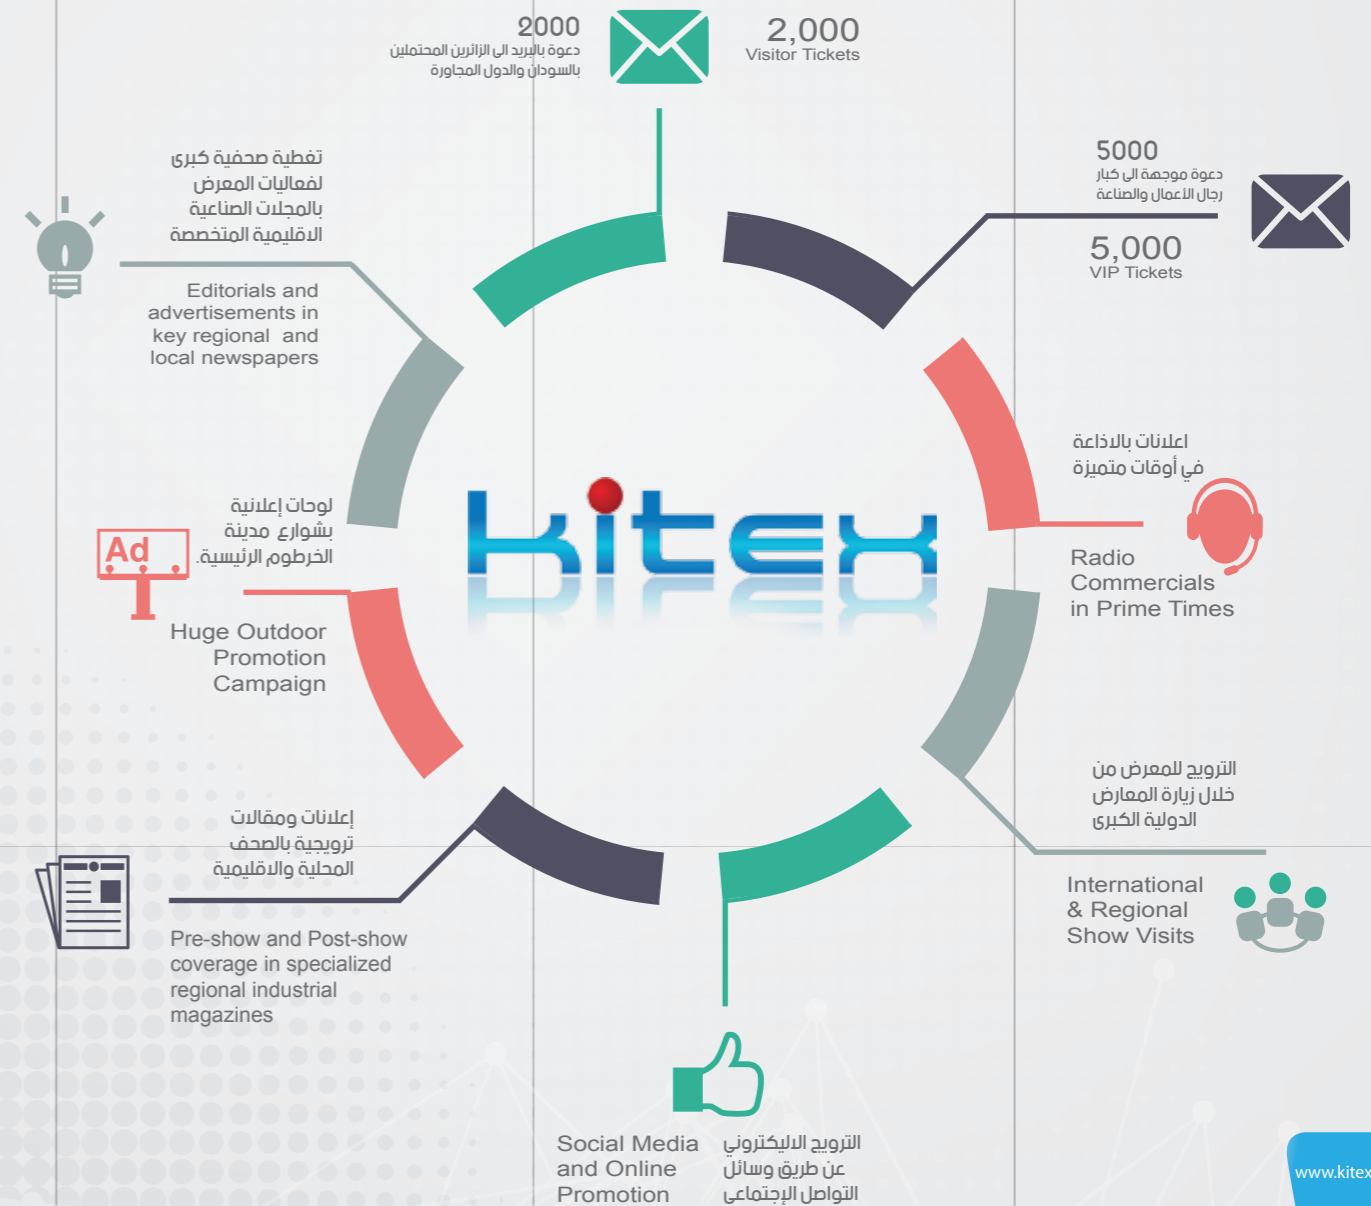 2000
دعوة بالبريد الى الزائرين المحتملين
بالسودان والدول المجاورة
2,000
Visitor Tickets
5000
دعوة موجهة الى كبار
رجال الأعمال والصناعة
5,000
VIP Tickets
تغطية صحفية كبرى
لفعاليات المعرض
بالمجلات الصناعية
الاقليمية المتخصصة
Editorials and
advertisements in
key regional and
local newspapers
اعلانات بالاذاعة
في أوقات متميزة
Radio
Commercials
in Prime Times
kitex
لوحات إعلانية
بشوارع مدينة
الخرطوم الرئيسية.
Ad
Huge Outdoor
Promotion
Campaign
الترويج للمعرض من
خلال زيارة المعارض
الدولية الكبرى
International
& Regional
Show Visits
إعلانات ومقالات
ترويجية بالصحف
المحلية والاقليمية
Pre-show and Post-show
coverage in specialized
regional industrial
magazines
Social Media
and Online
Promotion
الترويج الاليكتروني
عن طريق وسائل
التواصل الإجتماعى
www.kitex